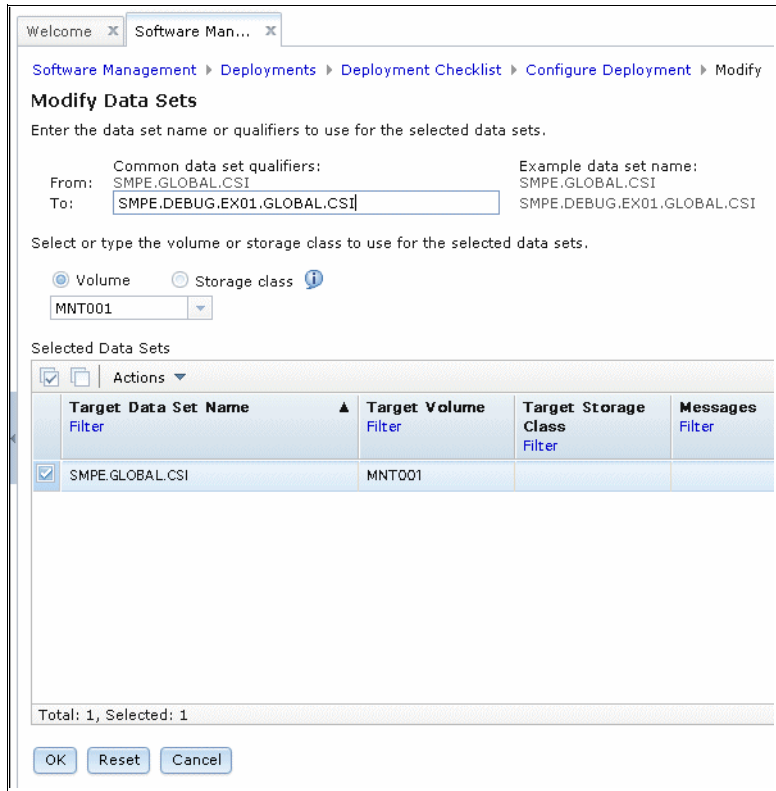 Welcome X Software Man... X
Software Management ▶ Deployments ▶ Deployment Checklist ▶ Configure Deployment ▶ Modify
Modify Data Sets
Enter the data set name or qualifiers to use for the selected data sets.
Common data set qualifiers: Example data set name:
From: SMPE.GLOBAL.CSI SMPE.GLOBAL.CSI
To: SMPE.DEBUG.EX01.GLOBAL.CSI SMPE.DEBUG.EX01.GLOBAL.CSI
Select or type the volume or storage class to use for the selected data sets.
Volume Storage class
MNT001
Selected Data Sets
Actions
Target Data Set Name Target Volume Target Storage Messages
Filter Filter Class Filter
Filter
SMPE.GLOBAL.CSI MNT001
Total: 1, Selected: 1
OK Reset Cancel